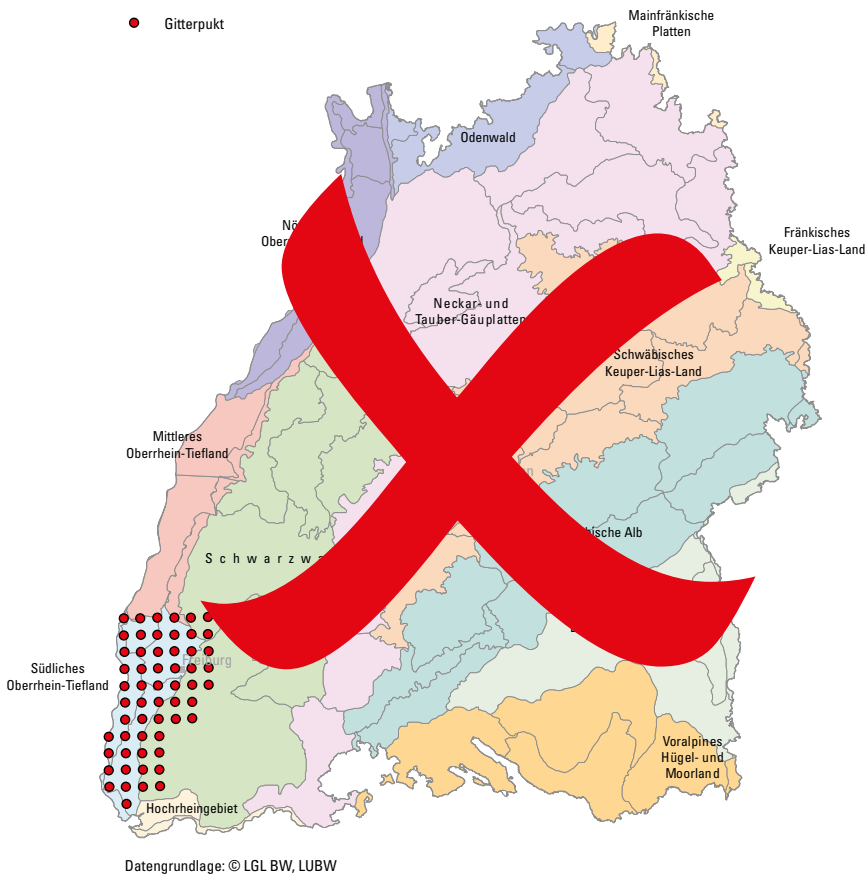 Gitterpukt
Mainfränkische
Platten
Odenwald
Fränkisches
Keuper-Lias-Land
Neckar- und
Tauber-Gäuplatten
Schwäbisches
Keuper-Lias-Land
Mittleres
Oberrhein-Tiefland
Alb
Freiburg
Südliches
Oberrhein-Tiefland
Voralpines
Hügel- und
Moorland
Hochrheingebiet
Datengrundlage: © LGL BW, LUBW